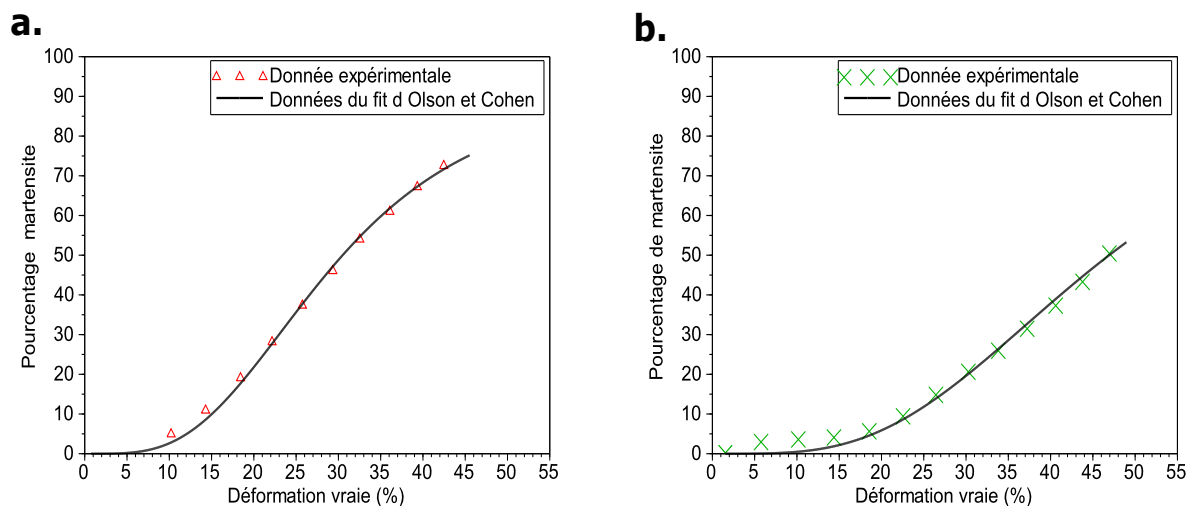 a.
Pourcentage martensite
100
90
80
70
60
50
40
30
20
10
0
Donnée expérimentale
Données du fit d Olson et Cohen
0 5 10 15 20 25 30 35 40 45 50 55
Déformation vraie (%)
b.
Pourcentage de martensite
100
90
80
70
60
50
40
30
20
10
0
Donnée expérimentale
Données du fit d Olson et Cohen
0 5 10 15 20 25 30 35 40 45 50 55
Déformation vraie (%)